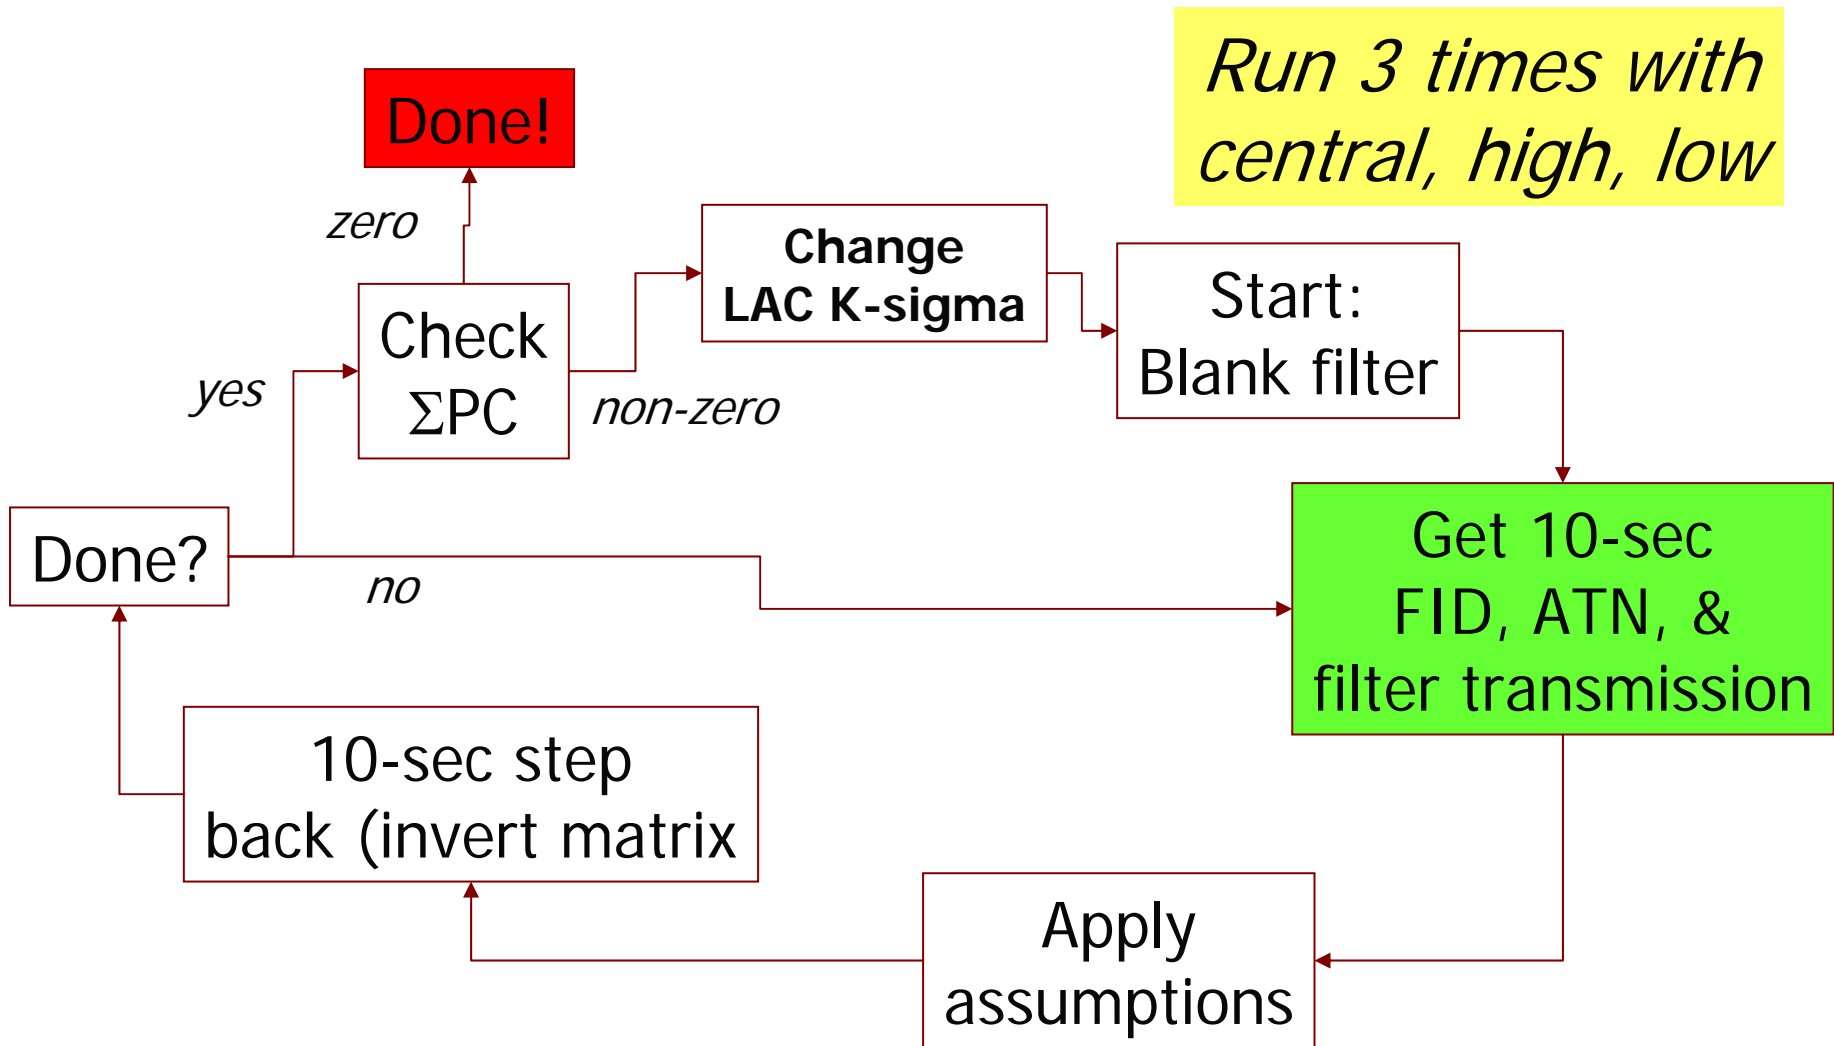 Run 3 times with
central, high, low
Done!
zero
Change
LAC K-sigma
Start:
Blank filter
Check
ΣPC
yes
non-zero
Done?
no
Get 10-sec
FID, ATN, &
filter transmission
10-sec step
back (invert matrix
Apply
assumptions